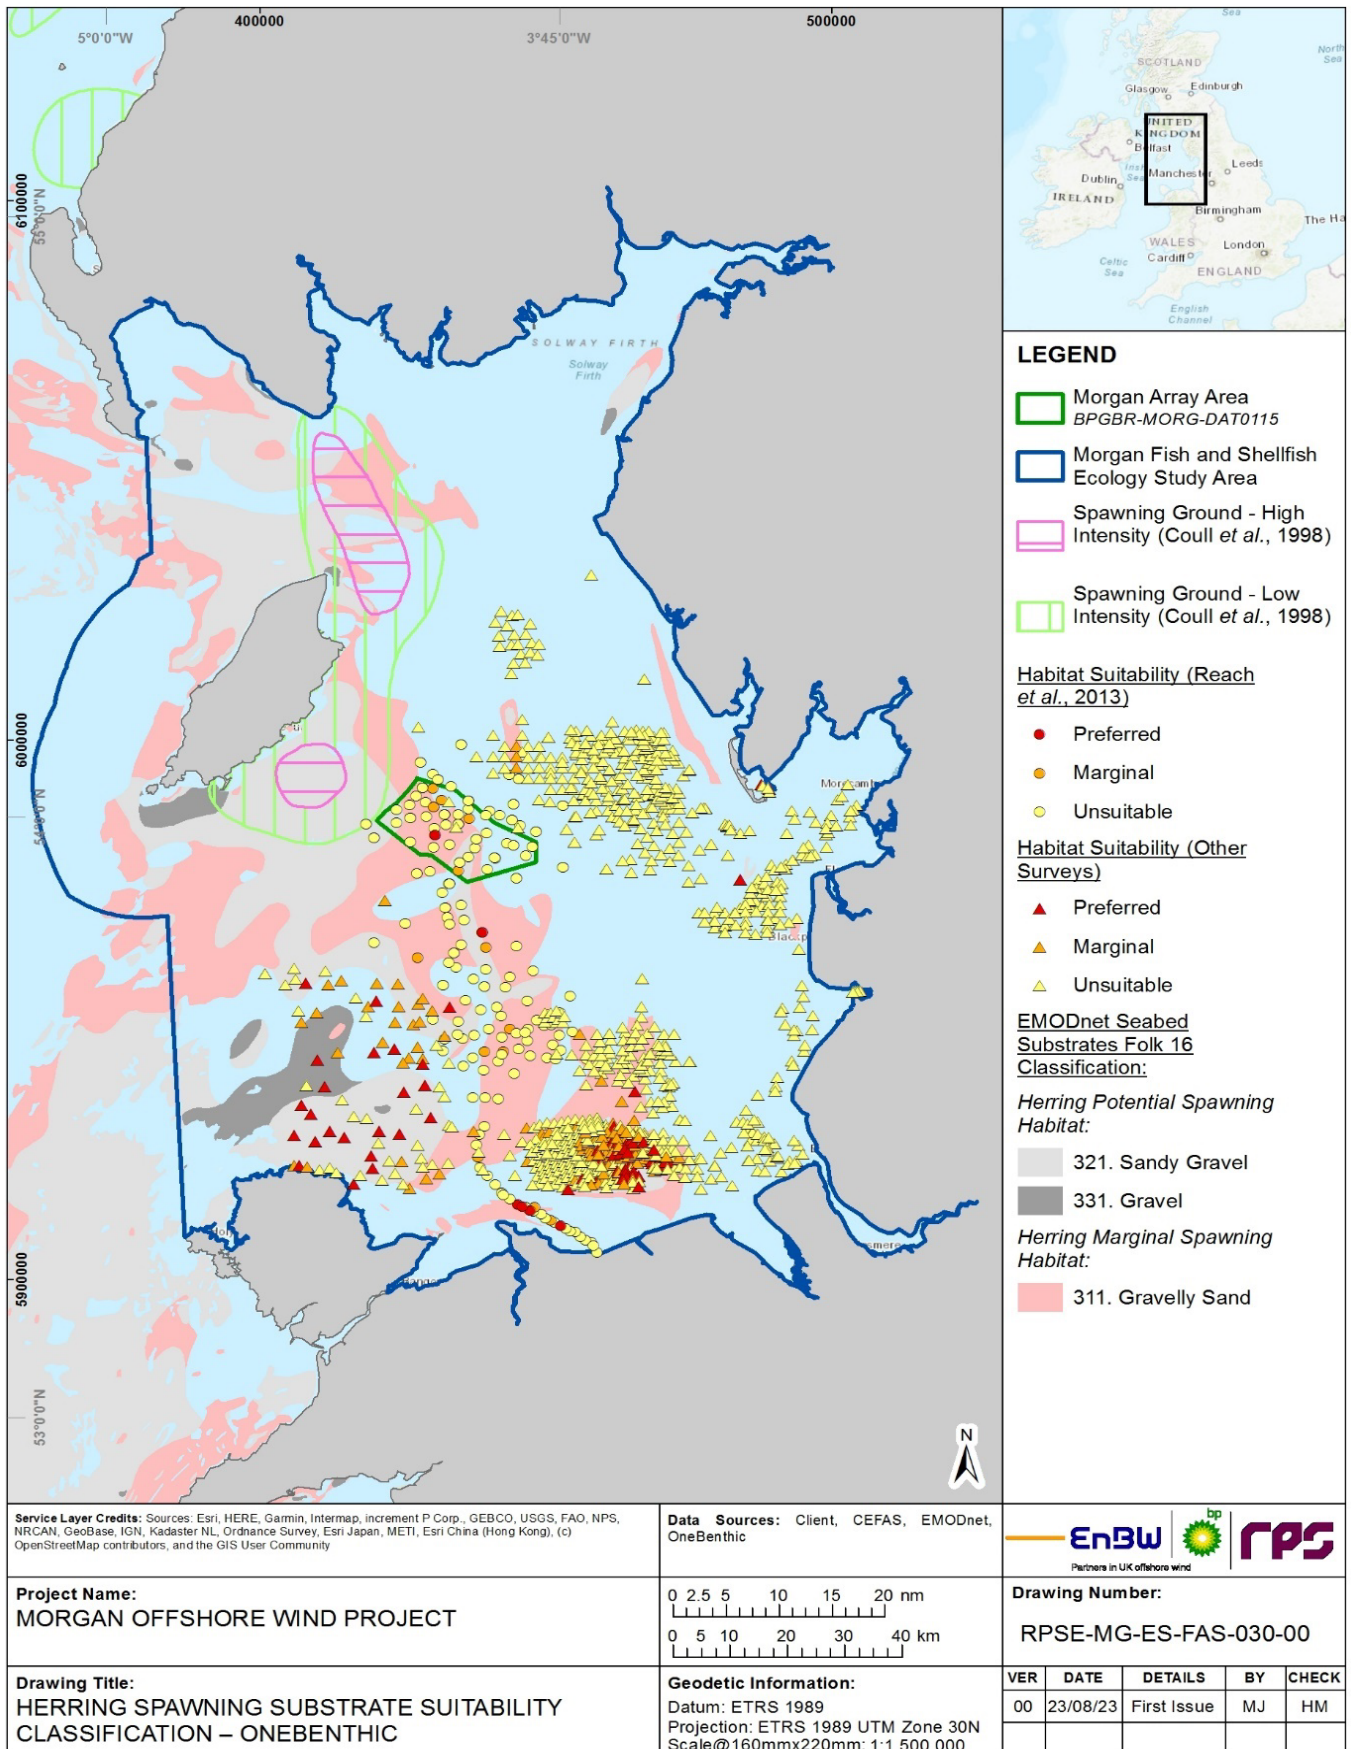 400000
500000
5°0'0"W
3°45'0"W
6100000
55°0'0"N
6000000
54°0'0"N
5900000
53°0'0"N
SOLWAY FIRTH
Solway
Firth
N
Sea
North
Sea
SCOTLAND
Glasgow
Edinburgh
UNITED
KINGDOM
Belfast
Leeds
Dublin
Manchester
IRELAND
Birmingham
The Ha
WALES
London
Cardiff
Celtic
Sea
ENGLAND
English
Channel
LEGEND
Morgan Array Area
BPGBR-MORG-DAT0115
Morgan Fish and Shellfish
Ecology Study Area
Spawning Ground - High
Intensity (Coull et al., 1998)
Spawning Ground - Low
Intensity (Coull et al., 1998)
Habitat Suitability (Reach
et al., 2013)
Preferred
Marginal
Unsuitable
Habitat Suitability (Other
Surveys)
Preferred
Marginal
Unsuitable
EMODnet Seabed
Substrates Folk 16
Classification:
Herring Potential Spawning
Habitat:
321. Sandy Gravel
331. Gravel
Herring Marginal Spawning
Habitat:
311. Gravelly Sand
Service Layer Credits: Sources: Esri, HERE, Garmin, Intermap, increment P Corp., GEBCO, USGS, FAO, NPS,
NRCAN, GeoBase, IGN, Kadaster NL, Ordnance Survey, Esri Japan, METI, Esri China (Hong Kong), (c)
OpenStreetMap contributors, and the GIS User Community
Data Sources: Client, CEFAS, EMODnet,
OneBenthic
EnBW
bp
rps
Partners in UK offshore wind
Project Name:
MORGAN OFFSHORE WIND PROJECT
0 2.5 5 10 15 20 nm
0 5 10 20 30 40 km
Drawing Number:
RPSE-MG-ES-FAS-030-00
Drawing Title:
HERRING SPAWNING SUBSTRATE SUITABILITY
CLASSIFICATION – ONEBENTHIC
Geodetic Information:
Datum: ETRS 1989
Projection: ETRS 1989 UTM Zone 30N
Scale@160mmx220mm: 1:1,500,000
VER DATE DETAILS BY CHECK
00 23/08/23 First Issue MJ HM